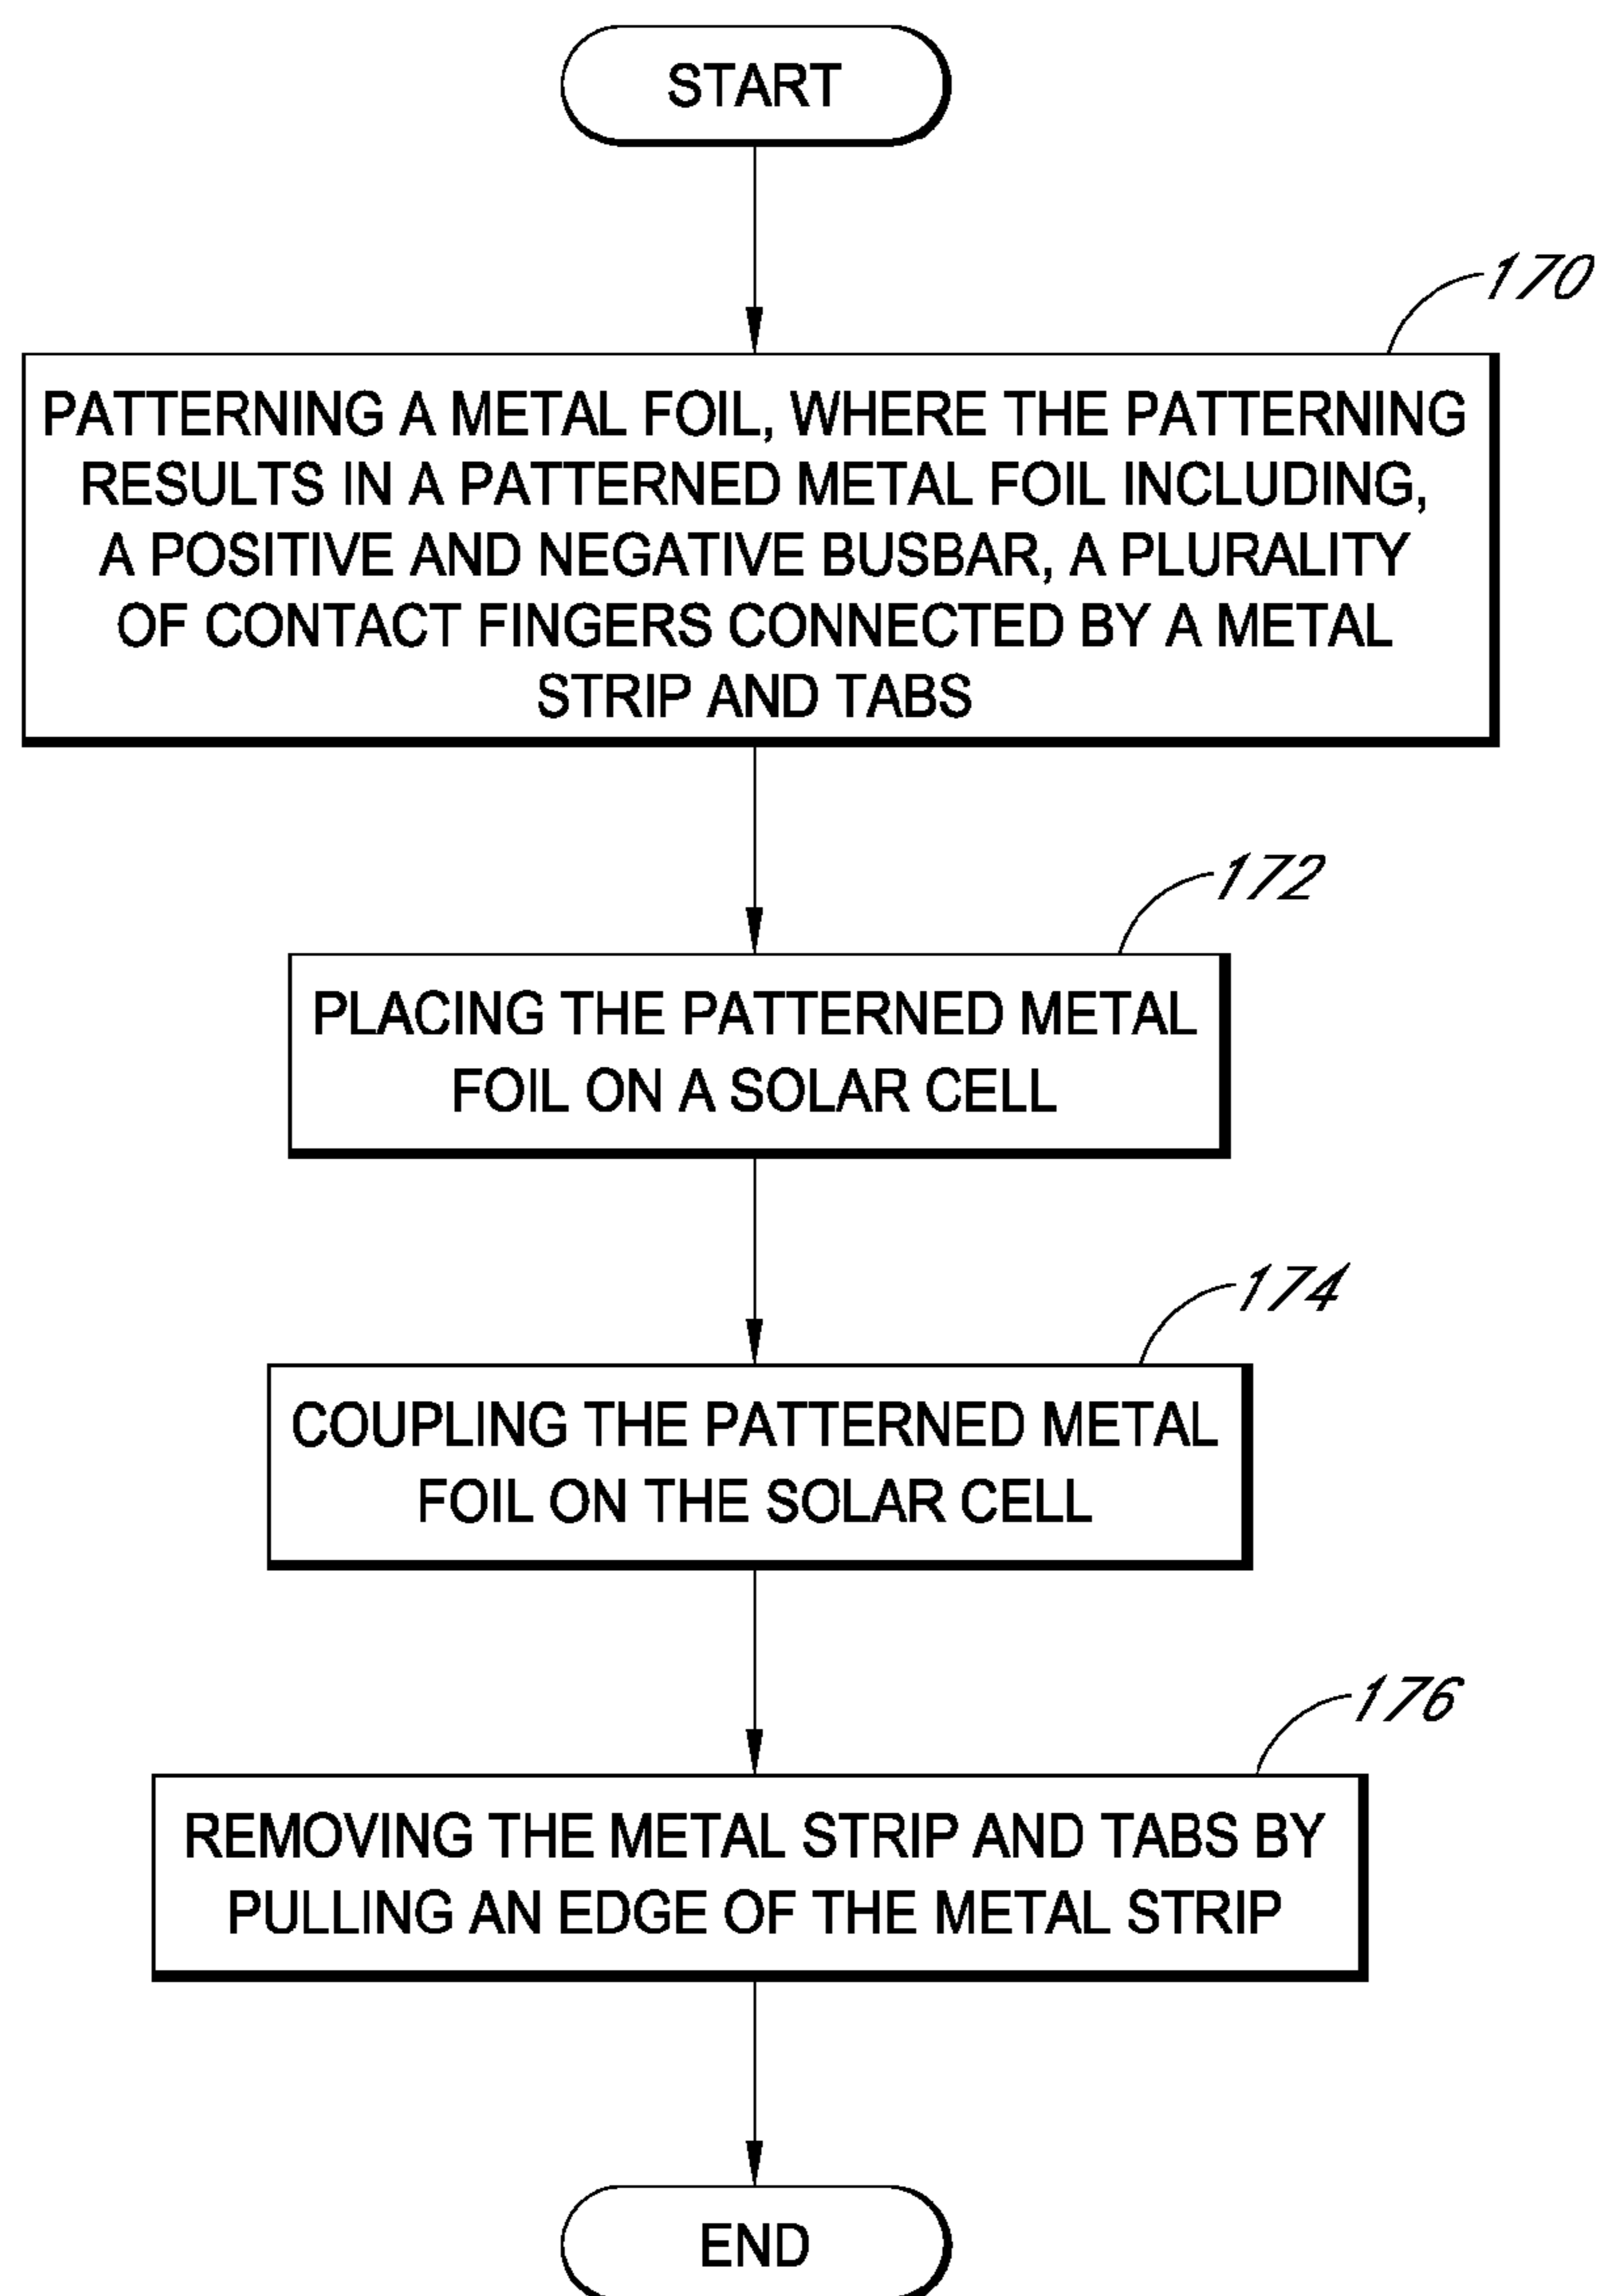 START
170
PATTERNING A METAL FOIL, WHERE THE PATTERNING
RESULTS IN A PATTERNED METAL FOIL INCLUDING,
A POSITIVE AND NEGATIVE BUSBAR, A PLURALITY
OF CONTACT FINGERS CONNECTED BY A METAL
STRIP AND TABS
172
PLACING THE PATTERNED METAL
FOIL ON A SOLAR CELL
174
COUPLING THE PATTERNED METAL
FOIL ON THE SOLAR CELL
176
REMOVING THE METAL STRIP AND TABS BY
PULLING AN EDGE OF THE METAL STRIP
END